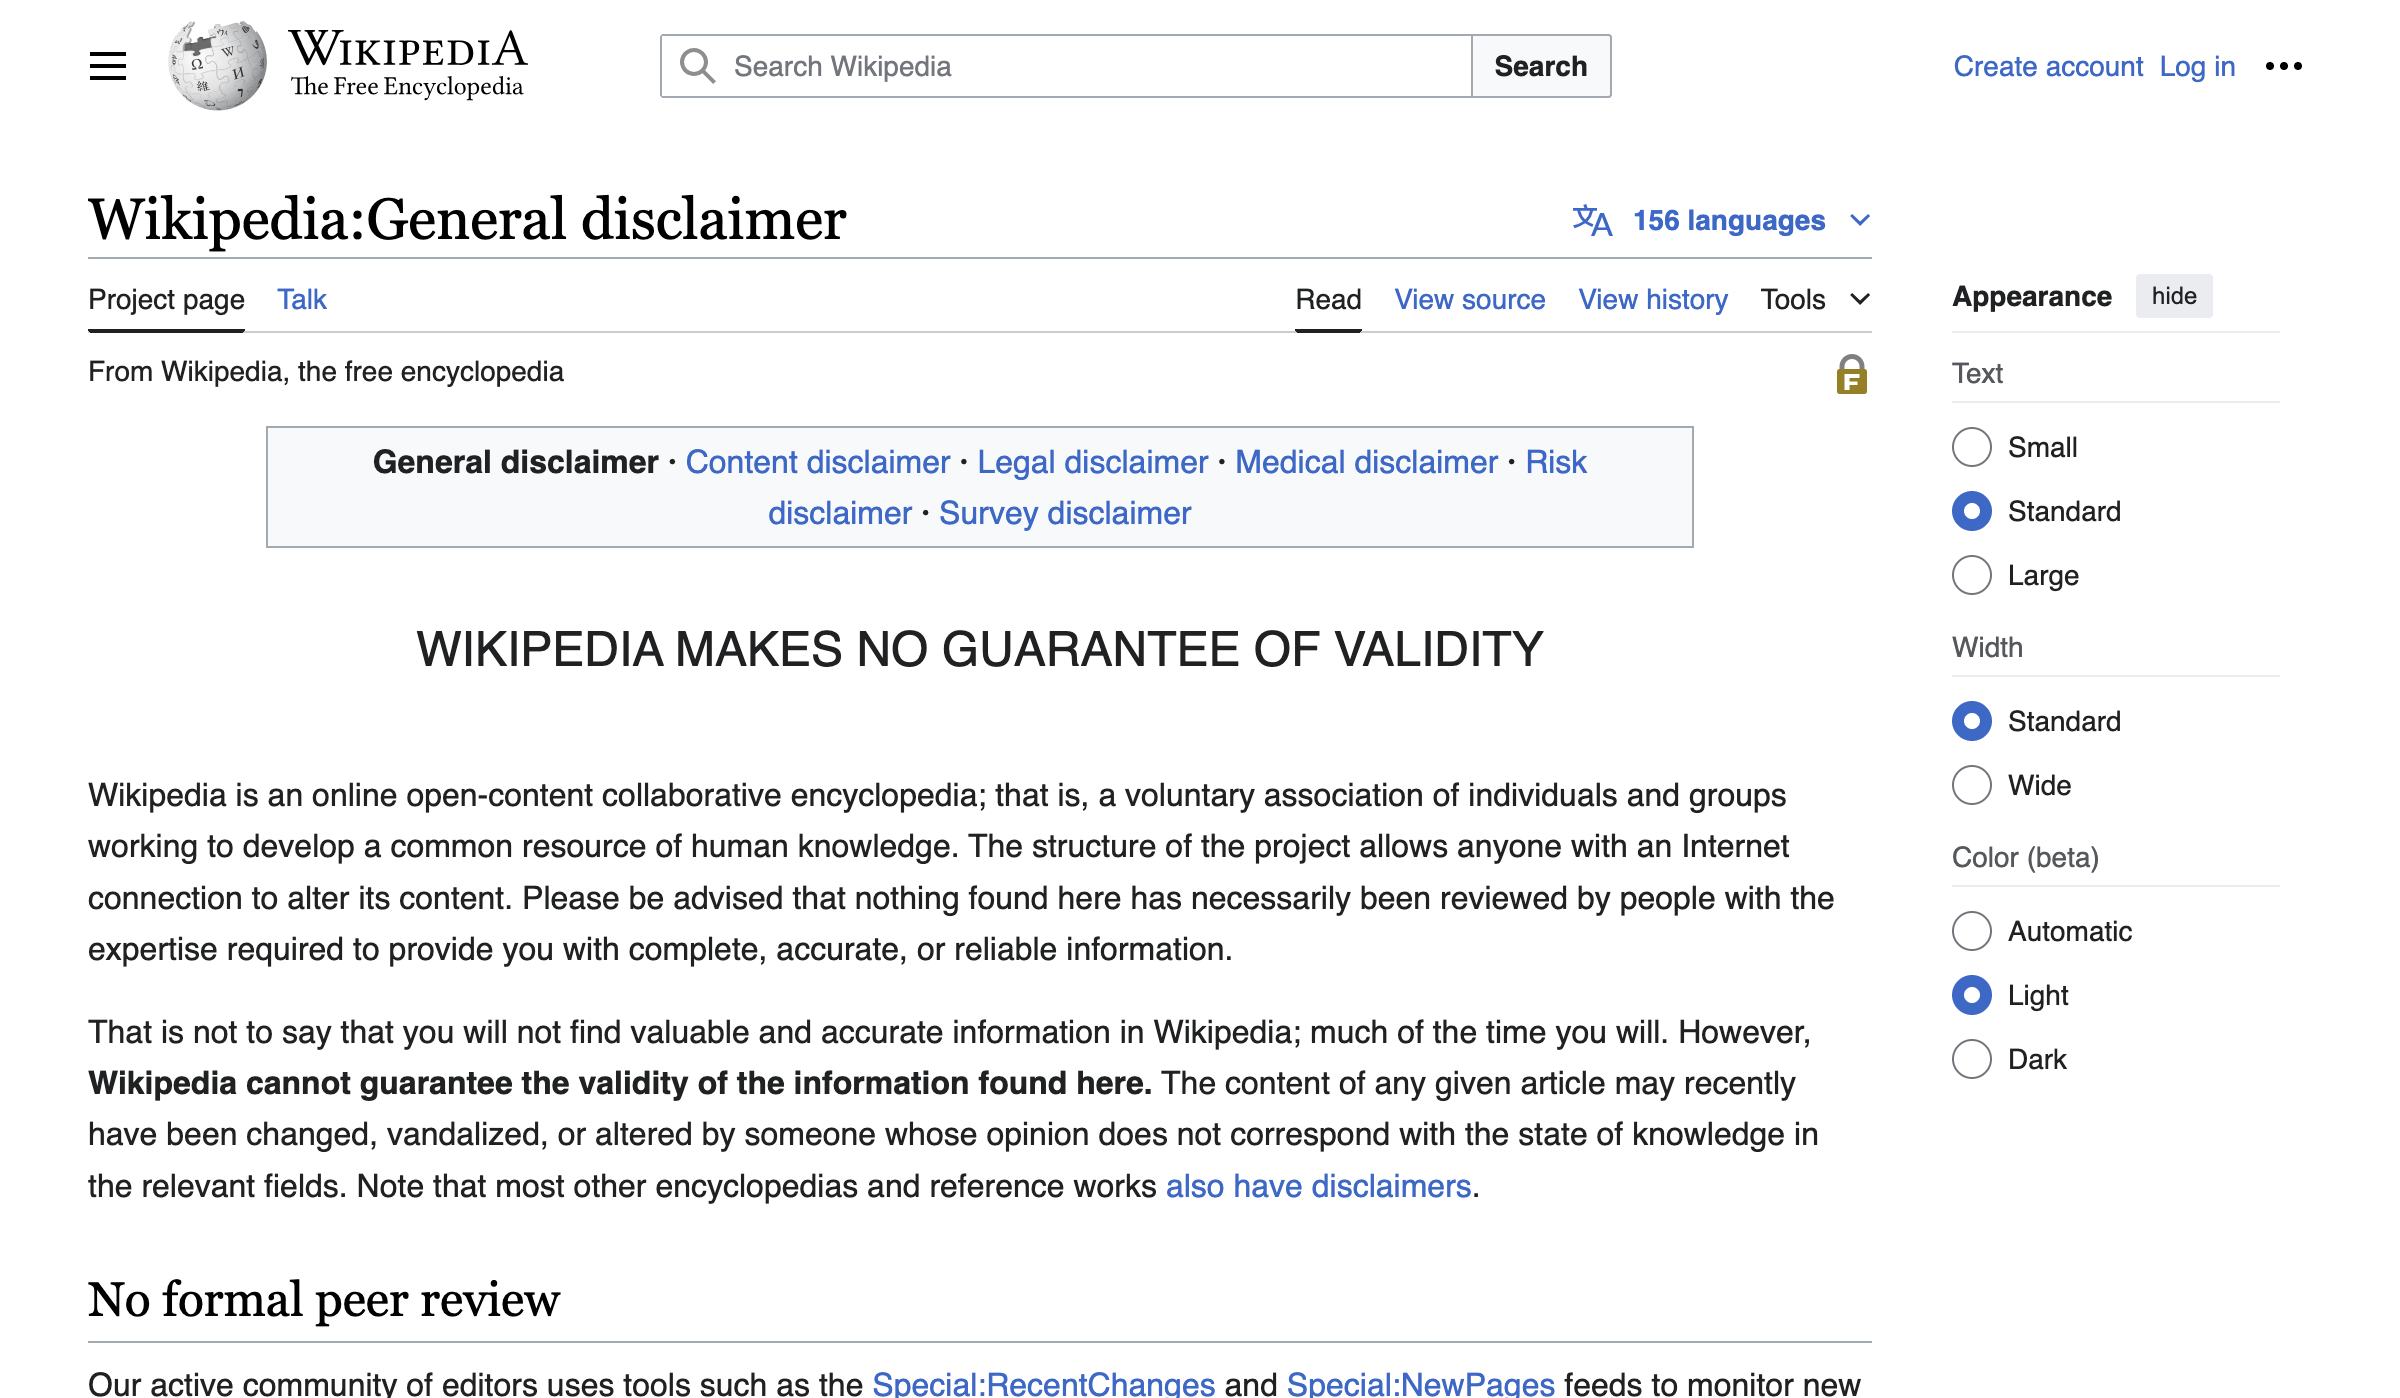 WIKIPEDIA
The Free Encyclopedia
Search Wikipedia
Search
Create account Log in
Wikipedia:General disclaimer
156 languages
Project page Talk
Read View source View history Tools
From Wikipedia, the free encyclopedia
General disclaimer · Content disclaimer · Legal disclaimer · Medical disclaimer · Risk
disclaimer · Survey disclaimer
WIKIPEDIA MAKES NO GUARANTEE OF VALIDITY
Wikipedia is an online open-content collaborative encyclopedia; that is, a voluntary association of individuals and groups
working to develop a common resource of human knowledge. The structure of the project allows anyone with an Internet
connection to alter its content. Please be advised that nothing found here has necessarily been reviewed by people with the
expertise required to provide you with complete, accurate, or reliable information.
That is not to say that you will not find valuable and accurate information in Wikipedia; much of the time you will. However,
Wikipedia cannot guarantee the validity of the information found here. The content of any given article may recently
have been changed, vandalized, or altered by someone whose opinion does not correspond with the state of knowledge in
the relevant fields. Note that most other encyclopedias and reference works also have disclaimers.
No formal peer review
Our active community of editors uses tools such as the Special:RecentChanges and Special:NewPages feeds to monitor new
Appearance hide
Text
Small
Standard
Large
Width
Standard
Wide
Color (beta)
Automatic
Light
Dark